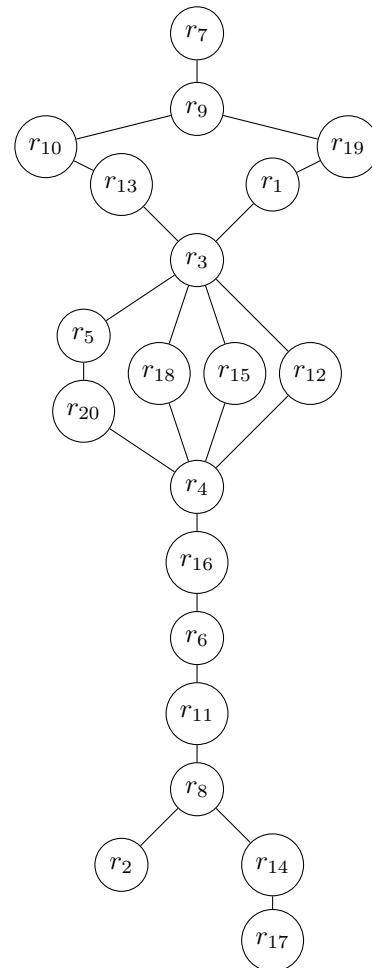 r₇
r₉
r₁₀ r₁₉
r₁₃ r₁
r₃
r₅
r₁₈ r₁₅ r₁₂
r₂₀
r₄
r₁₆
r₆
r₁₁
r₈
r₂ r₁₄
r₁₇